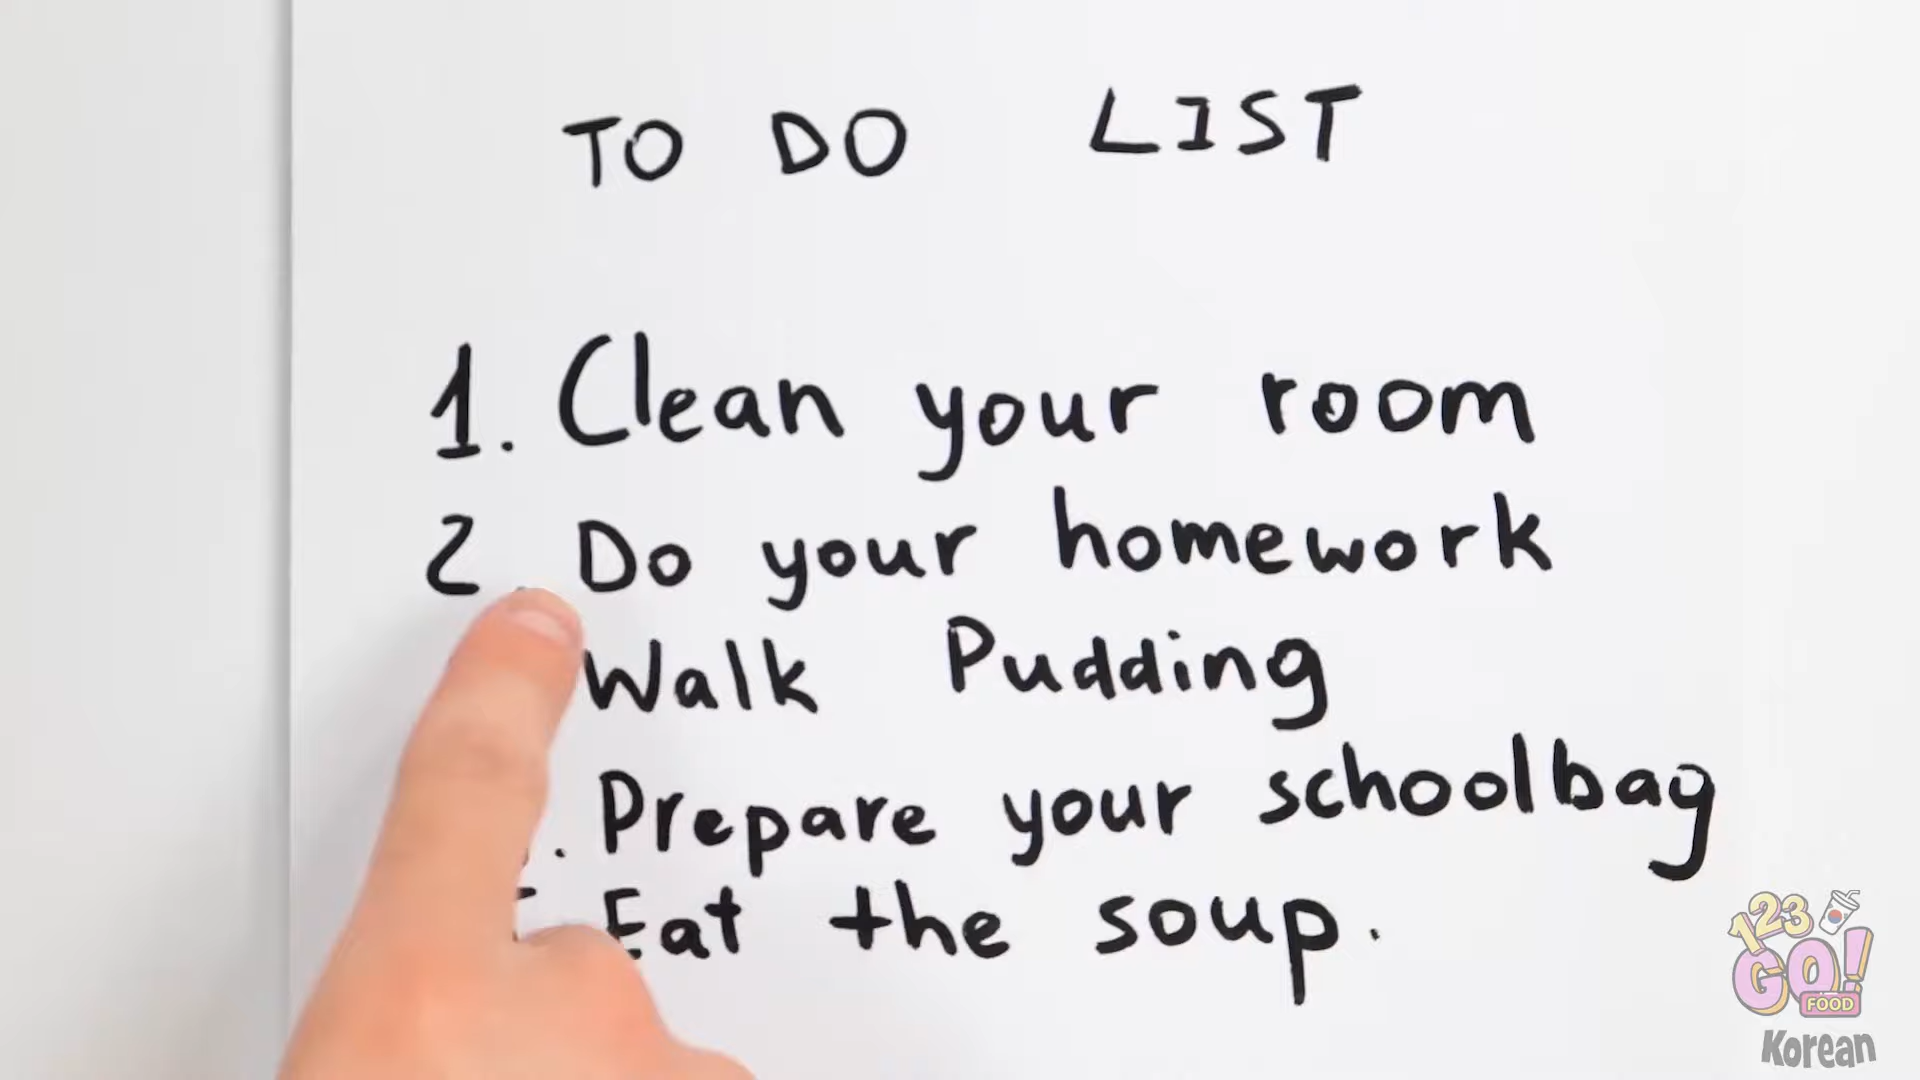 TO DO LIST
1. Clean your room
2. Do your homework
Walk Pudding
. Prepare your schoolbag
Eat the soup.
123
GO!
FOOD
Korean